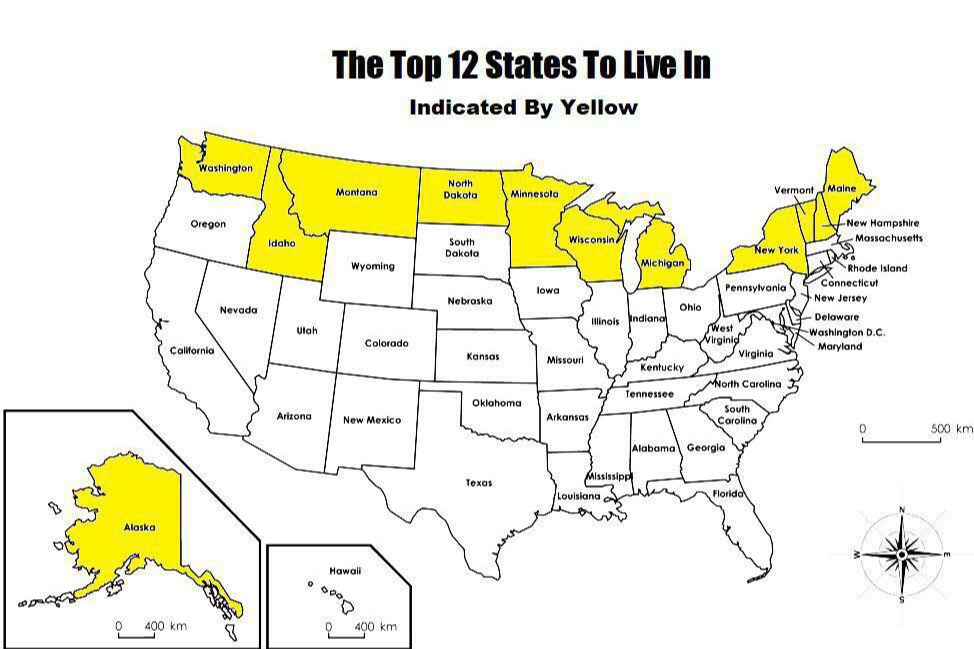 The Top 12 States To Live In
Indicated By Yellow
Washington
Montana
North
Dakota
Minnesota
Vermont
Maine
Oregon
Idaho
Wisconsin
New Hampshire
Massachusetts
South
Dakota
New York
Michigan
Wyoming
Rhode Island
Connecticut
Iowa
Pennsylvania
New Jersey
Nebraska
Nevada
Ohio
Illinois
Indiana
Delaware
Utah
West
Virginia
Washington D.C.
Colorado
Maryland
California
Kansas
Virginia
Missouri
Kentucky
North Carolina
Tennessee
Oklahoma
South
Carolina
Arizona
New Mexico
Arkansas
0 500 km
Alabama
Georgia
Mississippi
Texas
Louisiana
Florida
N
W
E
S
Alaska
0 400 km
Hawaii
0 400 km